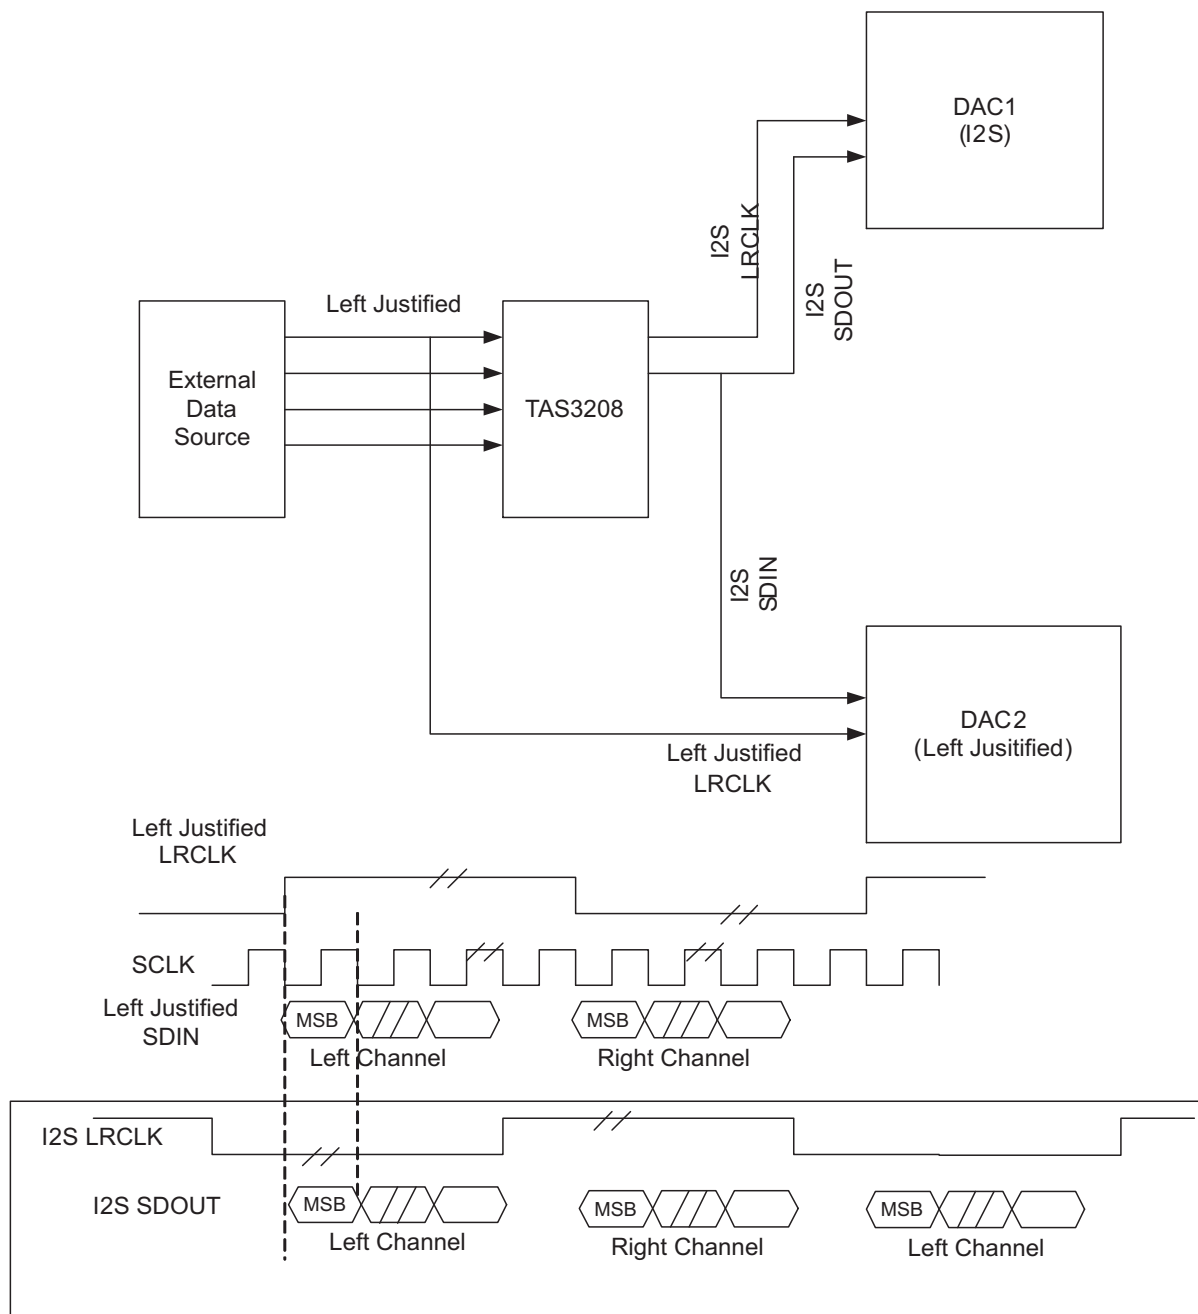 DAC1
(I2S)
I2S
LRCLK
I2S
SDOUT
Left Justified
External
Data
Source
TAS3208
I2S
SDIN
DAC2
(Left Jusitified)
Left Justified
LRCLK
Left Justified
LRCLK
SCLK
Left Justified
SDIN
MSB
MSB
Left Channel
Right Channel
I2S LRCLK
I2S SDOUT
MSB
MSB
MSB
Left Channel
Right Channel
Left Channel